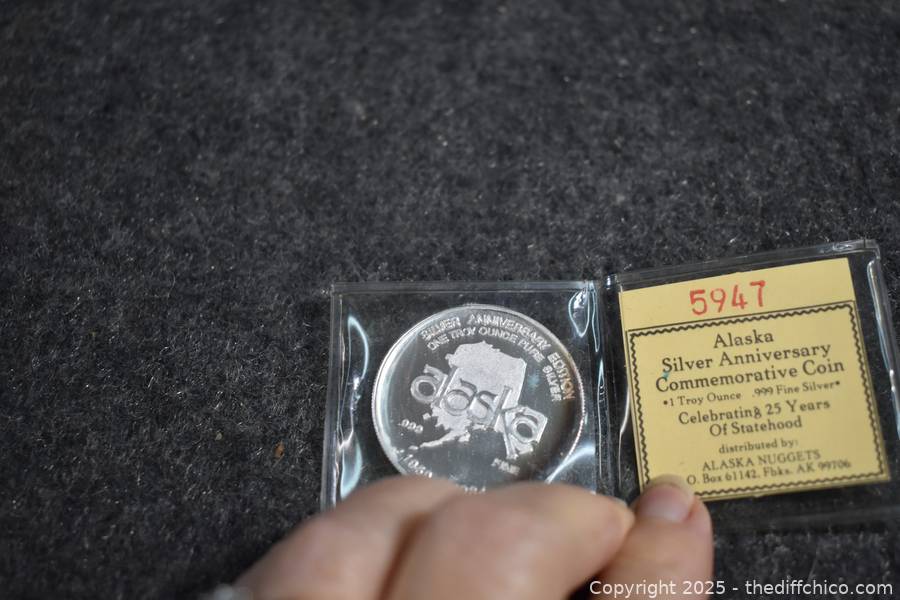 SILVER ANNIVERSARY EDITION
ONE TROY OUNCE PURE SILVER
alaska
.999
FINE
5947
Alaska
Silver Anniversary
Commemorative Coin
•1 Troy Ounce .999 Fine Silver•
Celebrating 25 Years
Of Statehood
distributed by:
ALASKA NUGGETS
O. Box 61142, Fbks. AK 99706
Copyright 2025 - thediffchico.com